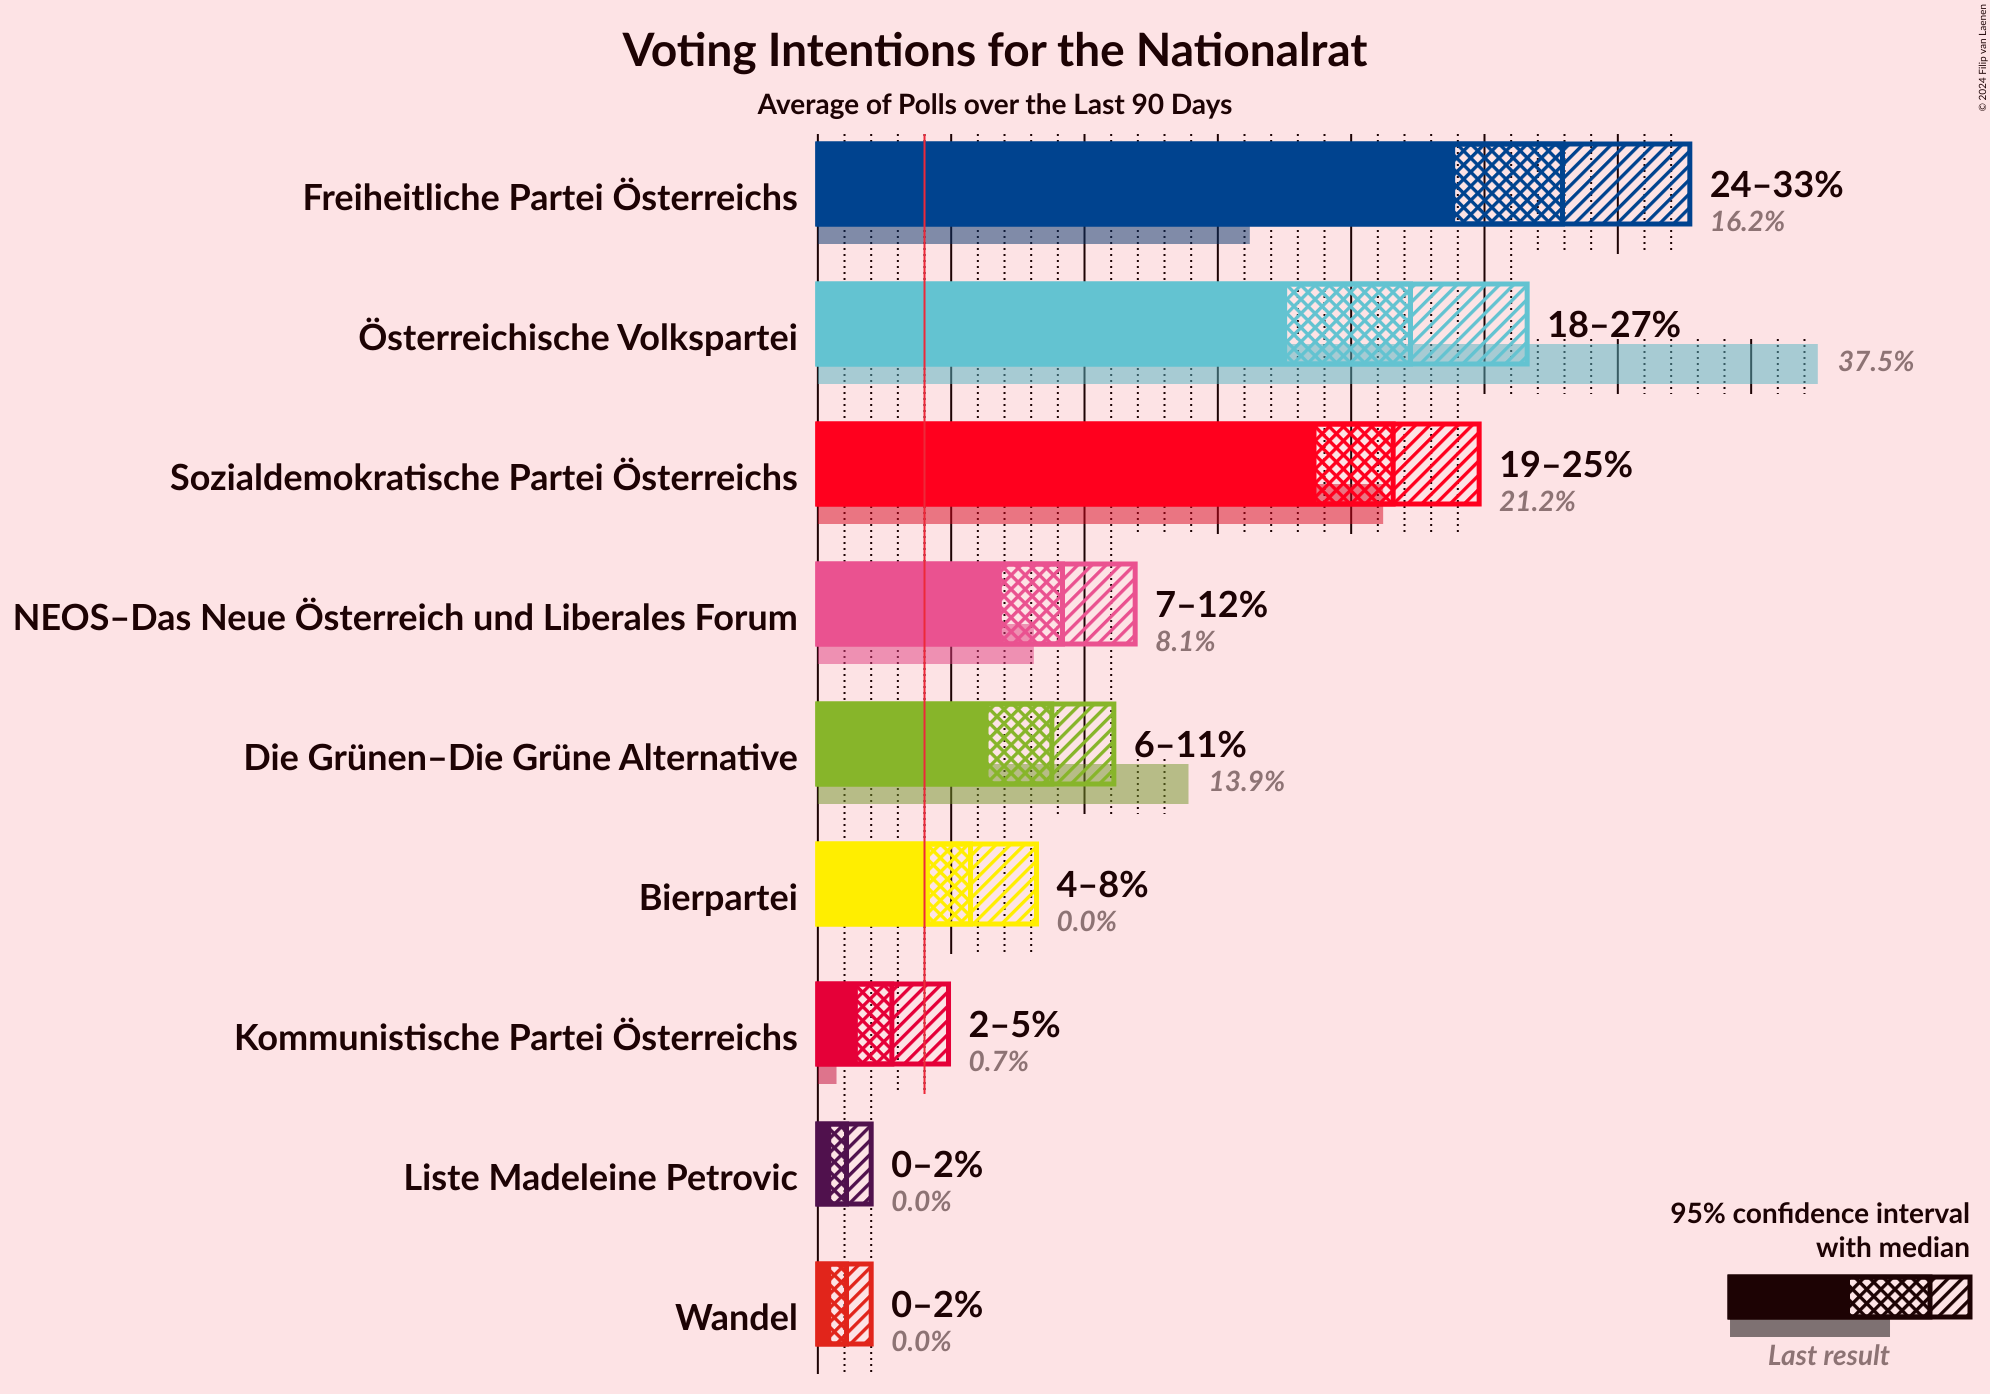 Voting Intentions for the Nationalrat
Average of Polls over the Last 90 Days
© 2024 Filip van Laenen
Freiheitliche Partei Österreichs
24–33%
16.2%
Österreichische Volkspartei
18–27%
37.5%
Sozialdemokratische Partei Österreichs
19–25%
21.2%
NEOS–Das Neue Österreich und Liberales Forum
7–12%
8.1%
Die Grünen–Die Grüne Alternative
6–11%
13.9%
Bierpartei
4–8%
0.0%
Kommunistische Partei Österreichs
2–5%
0.7%
Liste Madeleine Petrovic
0–2%
0.0%
Wandel
0–2%
0.0%
95% confidence interval
with median
Last result